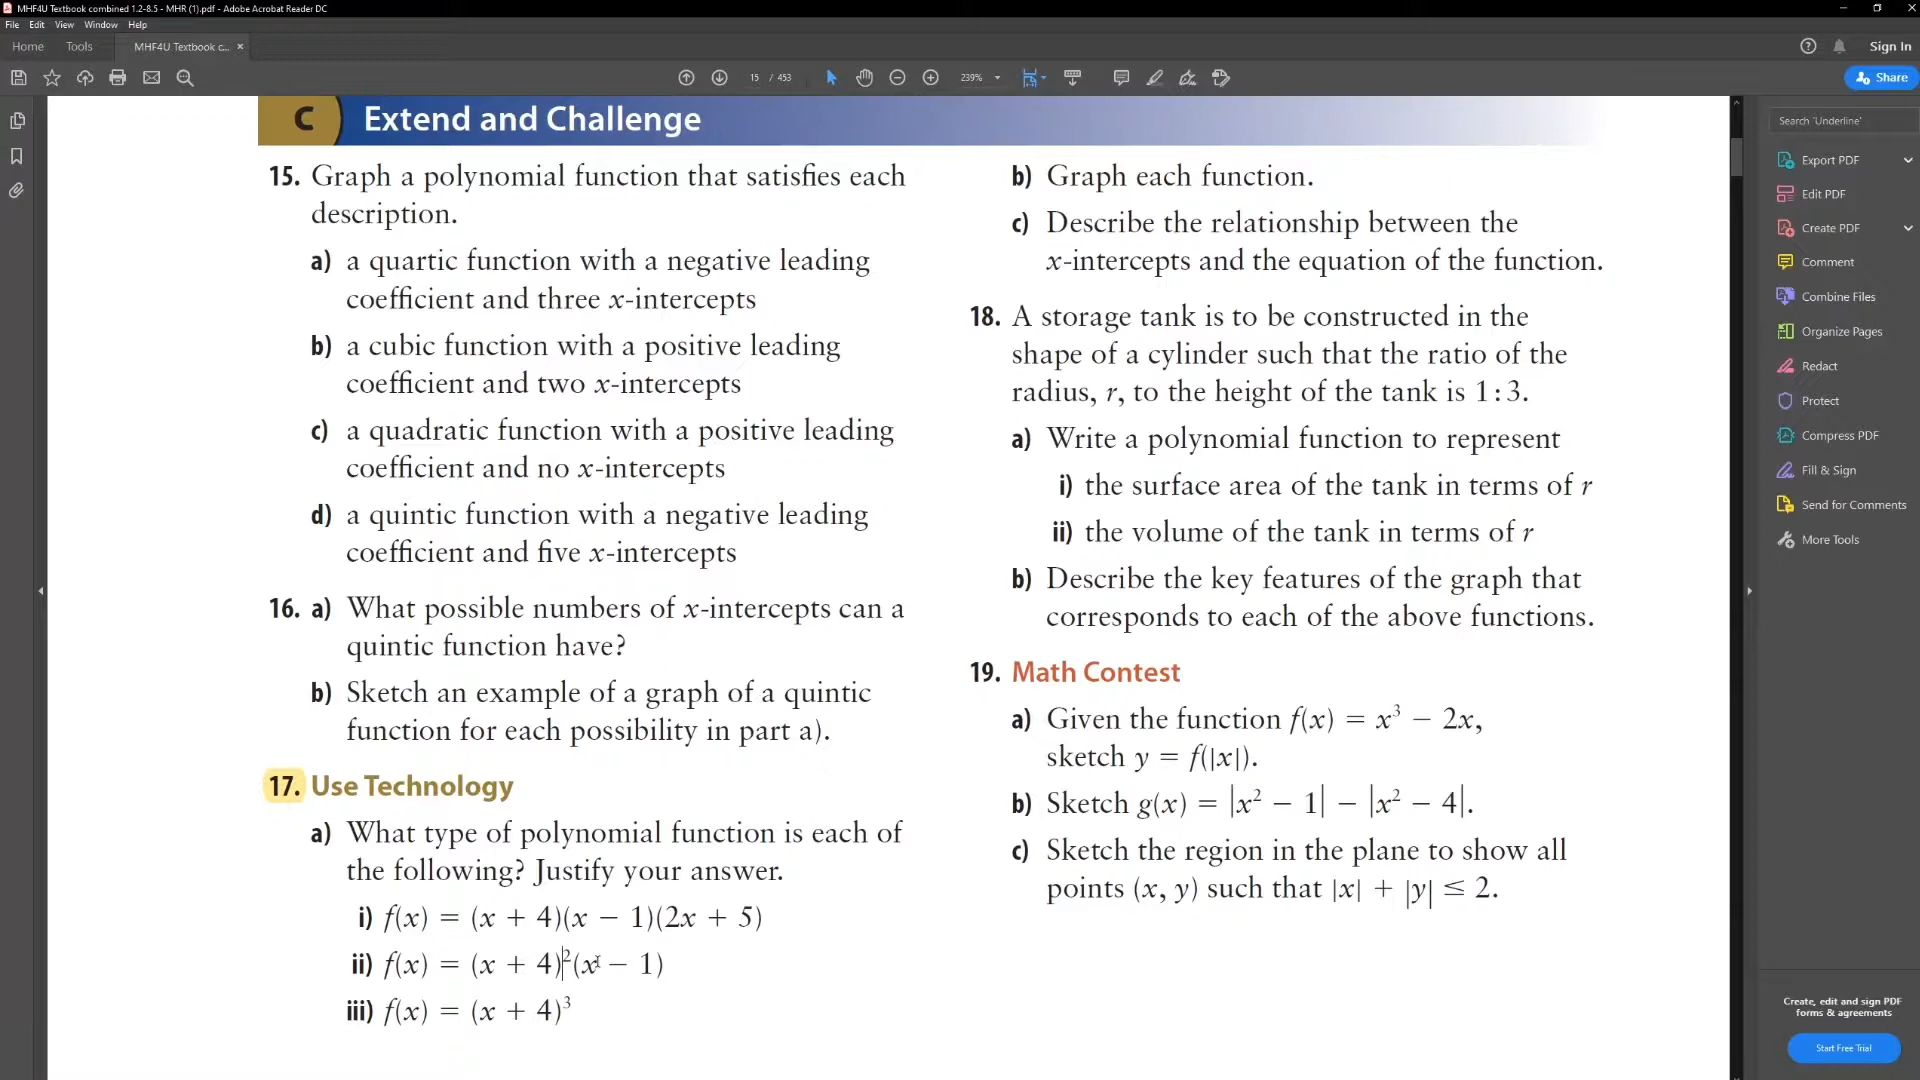 MHF4U Textbook combined 1.2-8.5 - MHR (1).pdf - Adobe Acrobat Reader DC
File Edit View Window Help
Home Tools MHF4U Textbook c... × Sign In
15 / 453 239% Share
C Extend and Challenge
15. Graph a polynomial function that satisfies each
description.
a) a quartic function with a negative leading
coefficient and three x-intercepts
b) a cubic function with a positive leading
coefficient and two x-intercepts
c) a quadratic function with a positive leading
coefficient and no x-intercepts
d) a quintic function with a negative leading
coefficient and five x-intercepts
16. a) What possible numbers of x-intercepts can a
quintic function have?
b) Sketch an example of a graph of a quintic
function for each possibility in part a).
17. Use Technology
a) What type of polynomial function is each of
the following? Justify your answer.
i) f(x) = (x + 4)(x − 1)(2x + 5)
ii) f(x) = (x + 4)²(x − 1)
iii) f(x) = (x + 4)³
b) Graph each function.
c) Describe the relationship between the
x-intercepts and the equation of the function.
18. A storage tank is to be constructed in the
shape of a cylinder such that the ratio of the
radius, r, to the height of the tank is 1:3.
a) Write a polynomial function to represent
i) the surface area of the tank in terms of r
ii) the volume of the tank in terms of r
b) Describe the key features of the graph that
corresponds to each of the above functions.
19. Math Contest
a) Given the function f(x) = x³ − 2x,
sketch y = f(|x|).
b) Sketch g(x) = |x² − 1| − |x² − 4|.
c) Sketch the region in the plane to show all
points (x, y) such that |x| + |y| ≤ 2.
Search 'Underline'
Export PDF
Edit PDF
Create PDF
Comment
Combine Files
Organize Pages
Redact
Protect
Compress PDF
Fill & Sign
Send for Comments
More Tools
Create, edit and sign PDF
forms & agreements
Start Free Trial